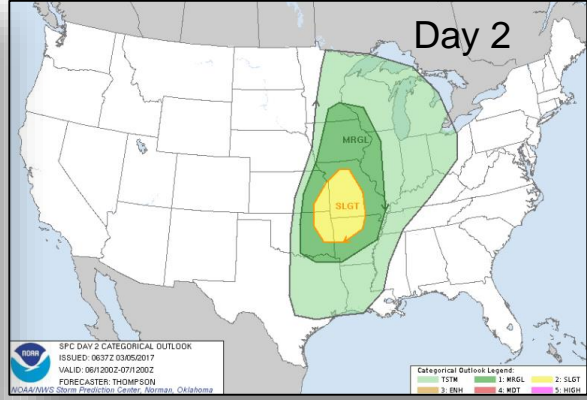 Day 2
MRGL
SLGT
NOAA
SPC DAY 2 CATEGORICAL OUTLOOK
ISSUED: 0637Z 03/05/2017
VALID: 06/1200Z-07/1200Z
FORECASTER: THOMPSON
NOAA/NWS Storm Prediction Center, Norman, Oklahoma
Categorical Outlook Legend:
TSTM 1: MRGL 2: SLGT
3: ENH 4: MDT 5: HIGH